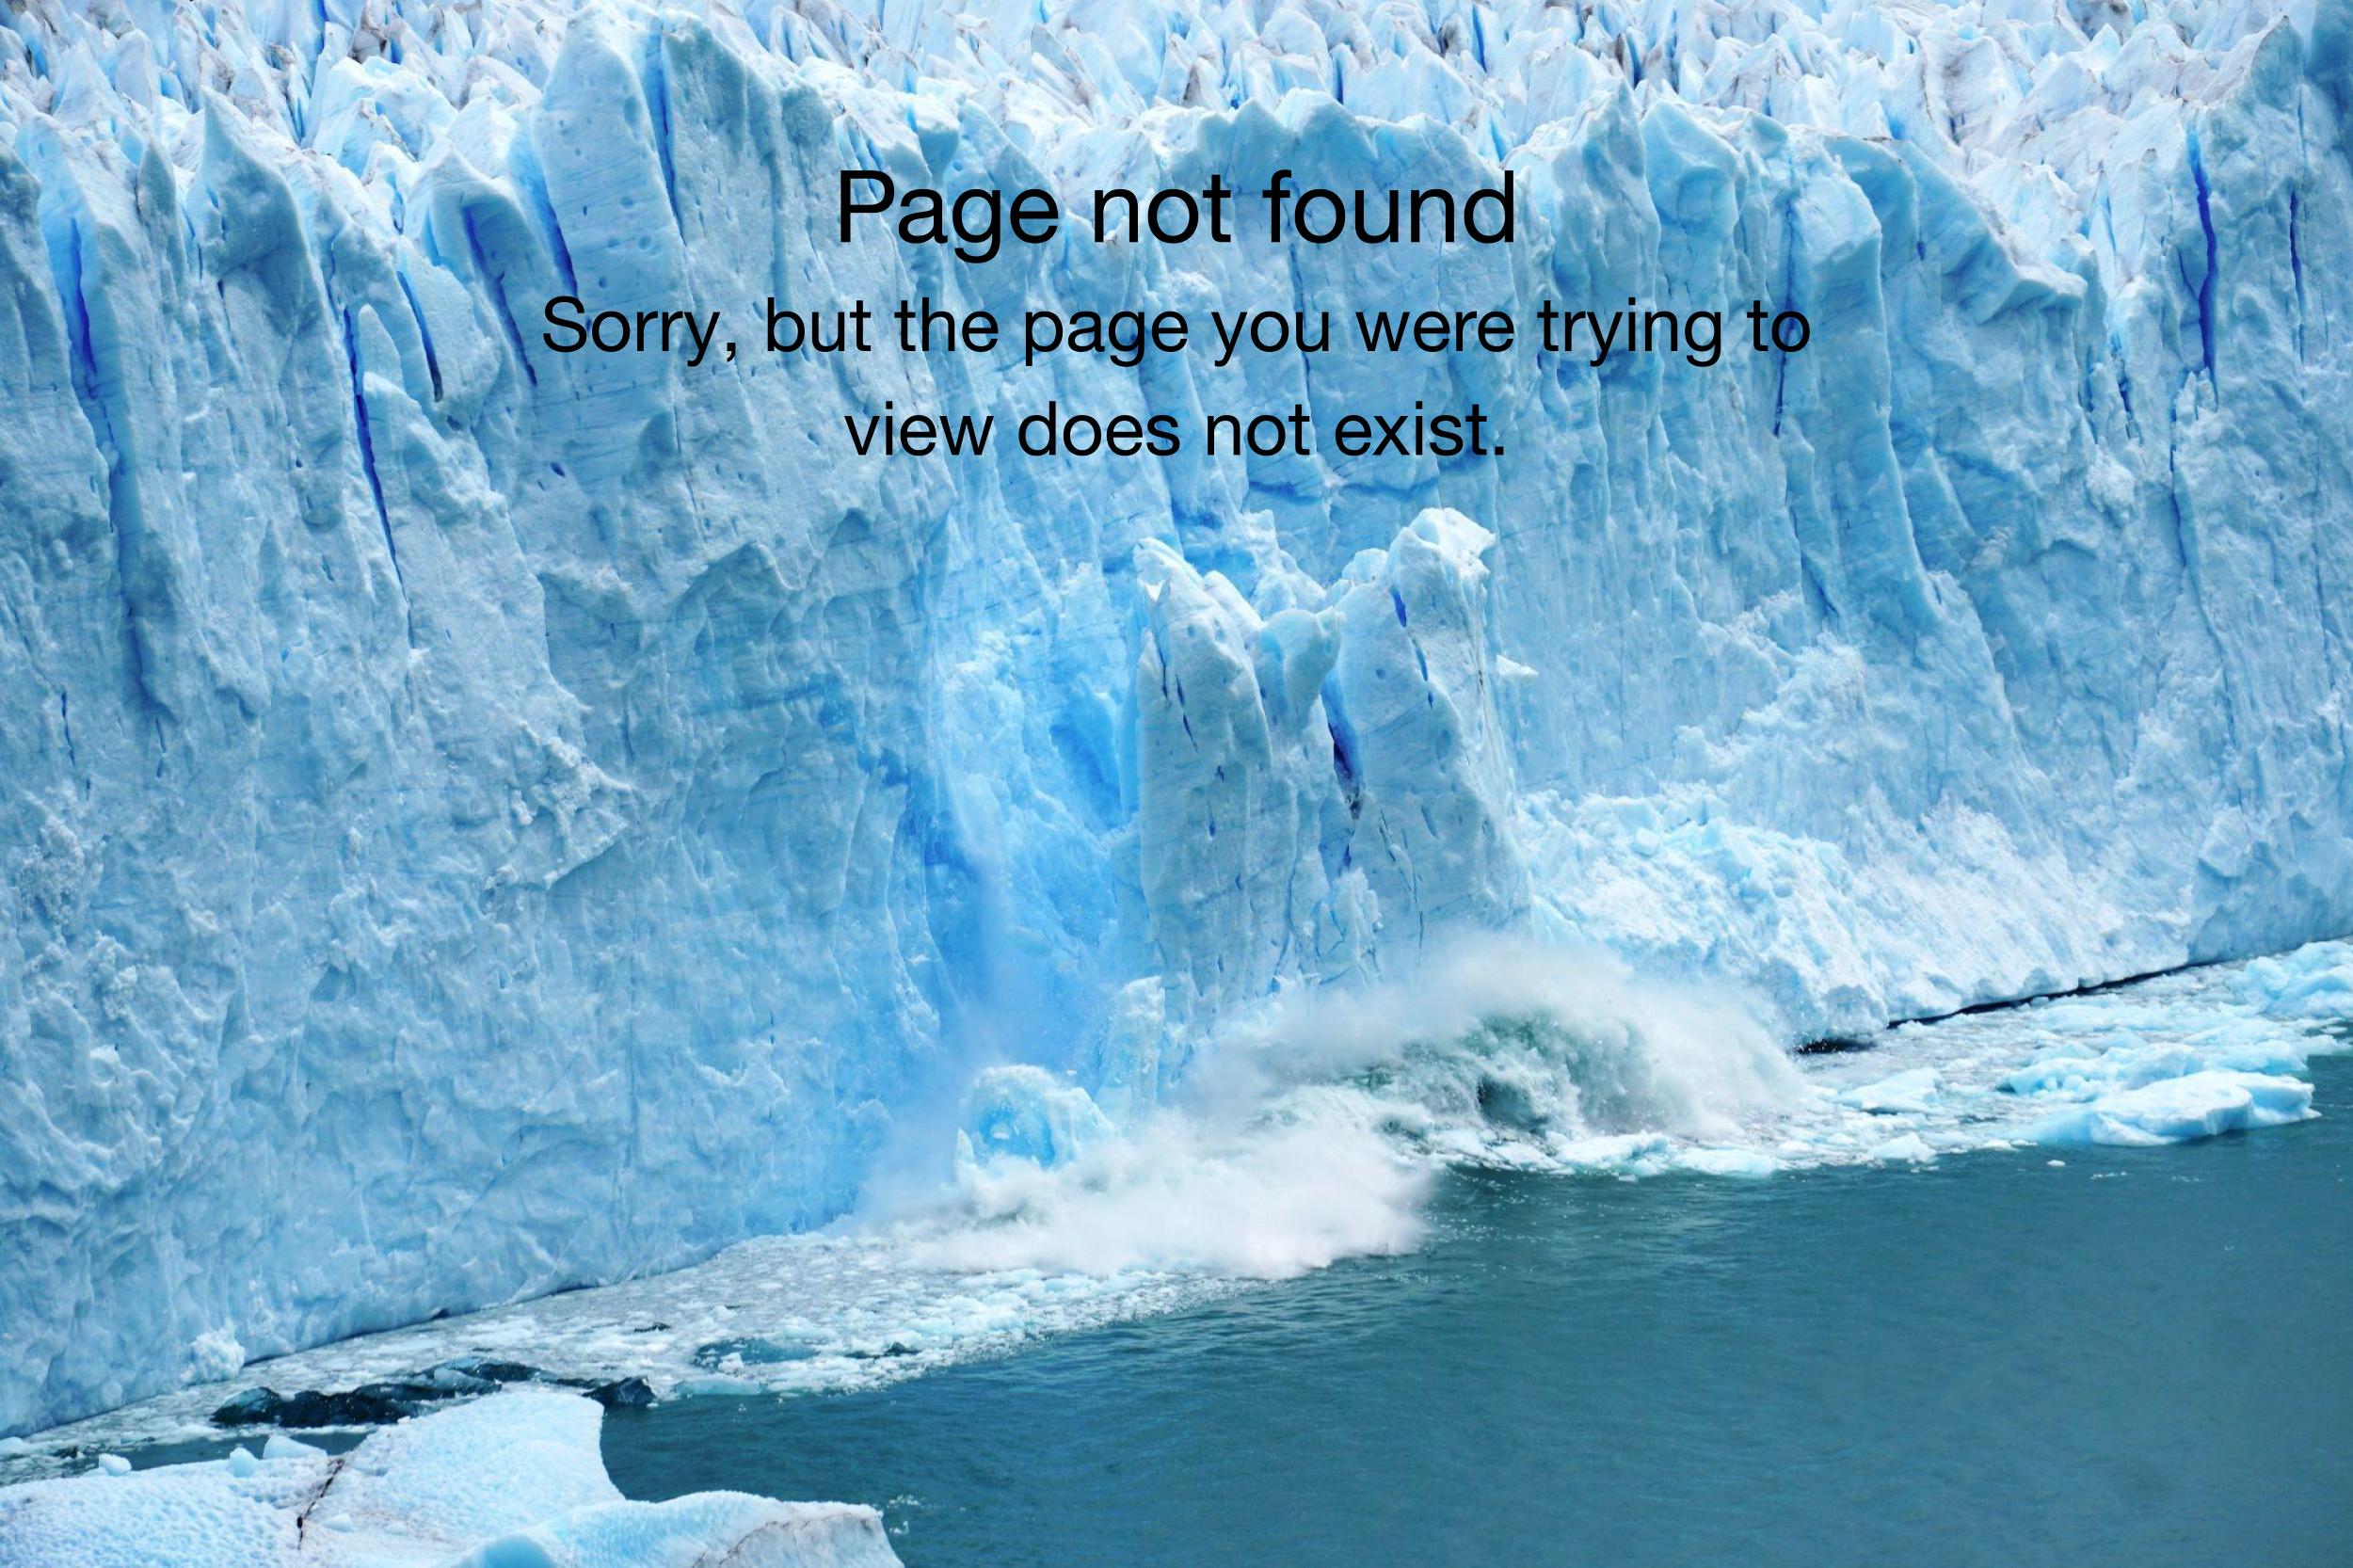 Page not found
Sorry, but the page you were trying to
view does not exist.